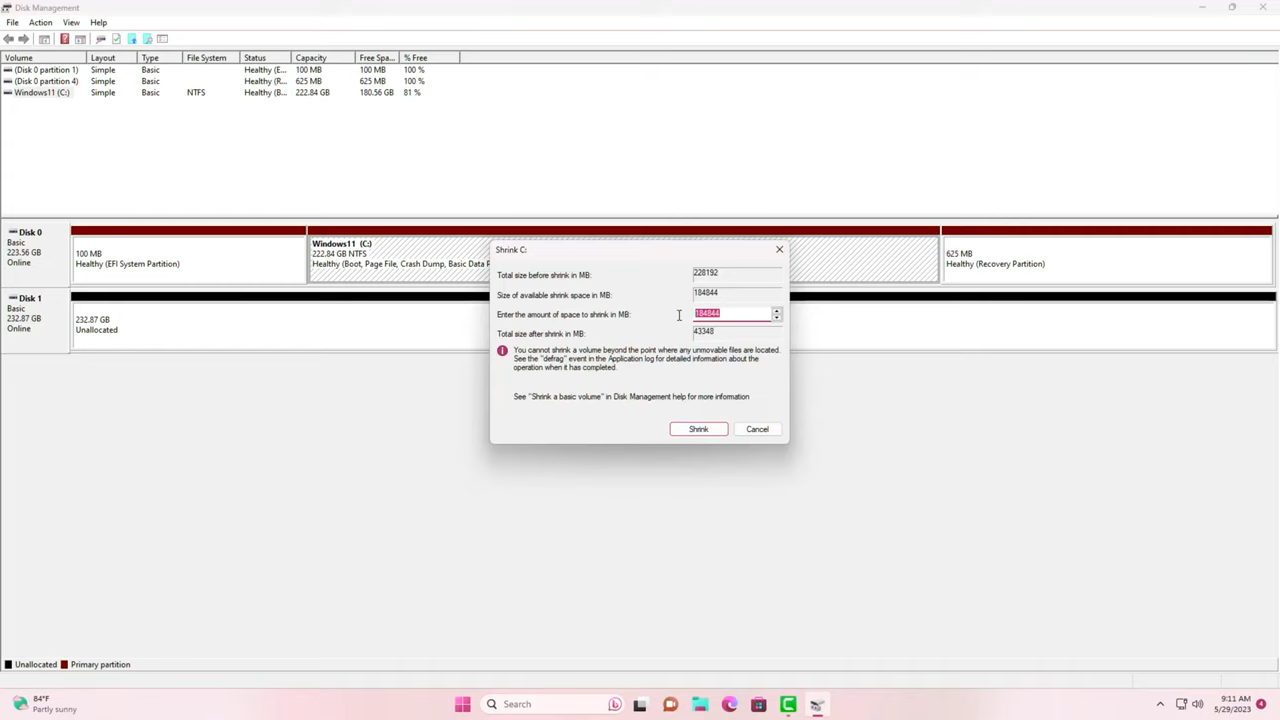 Disk Management
File Action View Help
Volume Layout Type File System Status Capacity Free Spa... % Free
(Disk 0 partition 1) Simple Basic Healthy (E... 100 MB 100 MB 100 %
(Disk 0 partition 4) Simple Basic Healthy (R... 625 MB 625 MB 100 %
Windows11 (C:) Simple Basic NTFS Healthy (B... 222.84 GB 180.56 GB 81 %
Disk 0
Basic
223.56 GB
Online
100 MB
Healthy (EFI System Partition)
Windows11 (C:)
222.84 GB NTFS
Healthy (Boot, Page File, Crash Dump, Basic Data P
625 MB
Healthy (Recovery Partition)
Disk 1
Basic
232.87 GB
Online
232.87 GB
Unallocated
Shrink C:
Total size before shrink in MB: 228192
Size of available shrink space in MB: 184844
Enter the amount of space to shrink in MB: 184844
Total size after shrink in MB: 43348
You cannot shrink a volume beyond the point where any unmovable files are located.
See the "defrag" event in the Application log for detailed information about the
operation when it has completed.
See "Shrink a basic volume" in Disk Management help for more information
Shrink Cancel
Unallocated Primary partition
84°F
Partly sunny
Search
9:11 AM
5/29/2023
4